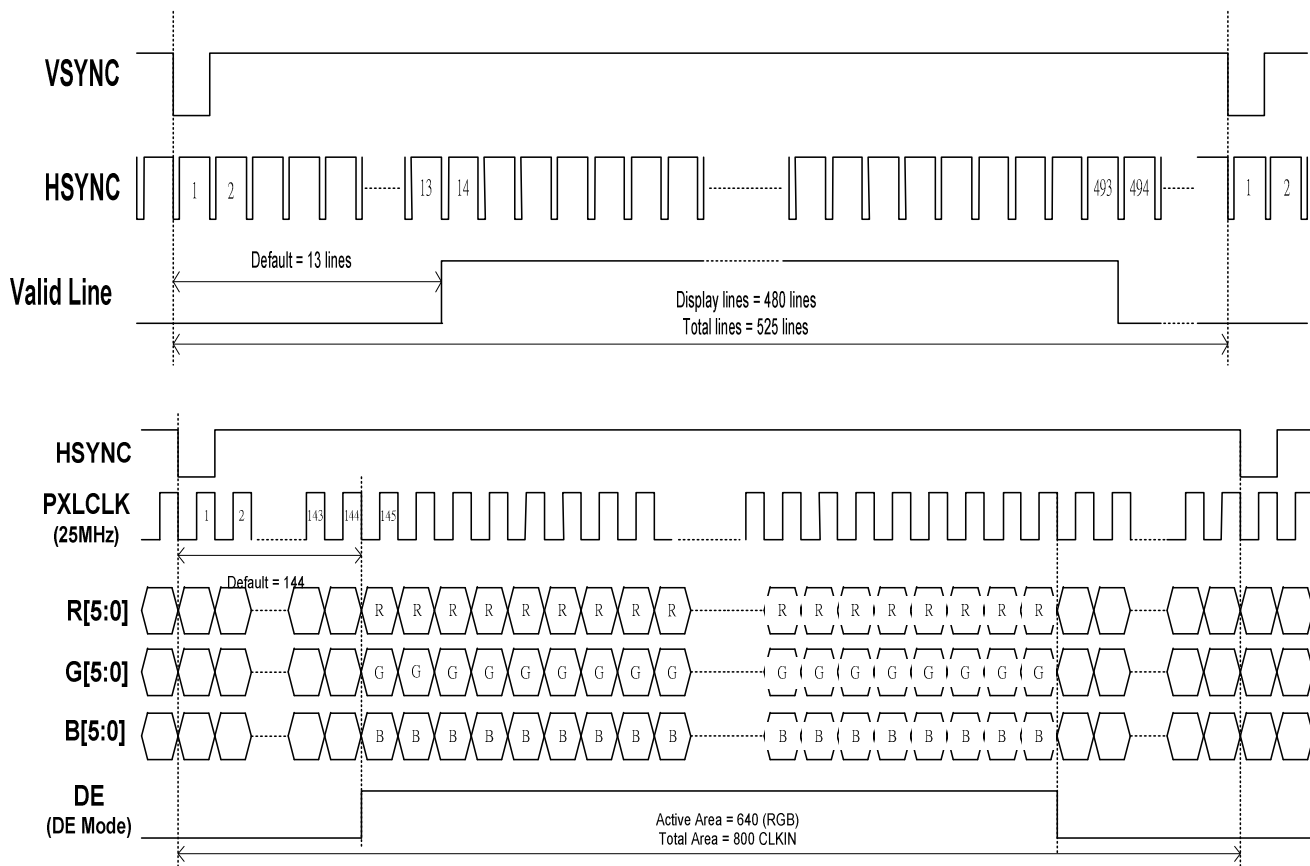 VSYNC
HSYNC
1 2 13 14 493 494 1 2
Default = 13 lines
Valid Line
Display lines = 480 lines
Total lines = 525 lines
HSYNC
PXLCLK
(25MHz)
1 2 143 144 145
Default = 144
R[5:0]
R R R R R R R R R R R R R R R R R
G[5:0]
G G G G G G G G G G G G G G G G G
B[5:0]
B B B B B B B B B B B B B B B B B
DE
(DE Mode)
Active Area = 640 (RGB)
Total Area = 800 CLKIN